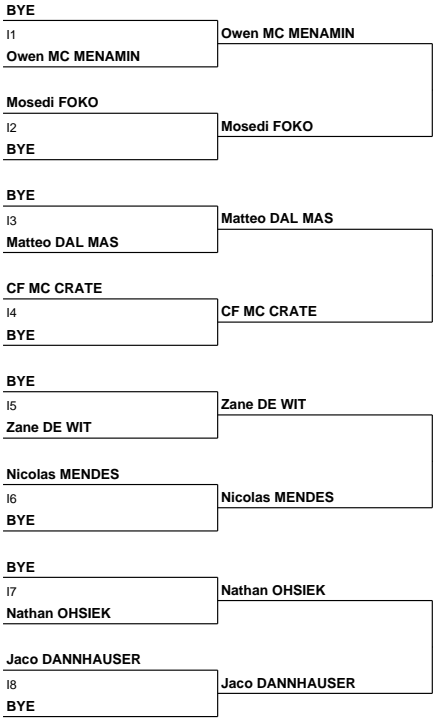 BYE
I1
Owen MC MENAMIN
Owen MC MENAMIN
Mosedi FOKO
I2
BYE
Mosedi FOKO
BYE
I3
Matteo DAL MAS
Matteo DAL MAS
CF MC CRATE
I4
BYE
CF MC CRATE
BYE
I5
Zane DE WIT
Zane DE WIT
Nicolas MENDES
I6
BYE
Nicolas MENDES
BYE
I7
Nathan OHSIEK
Nathan OHSIEK
Jaco DANNHAUSER
I8
BYE
Jaco DANNHAUSER